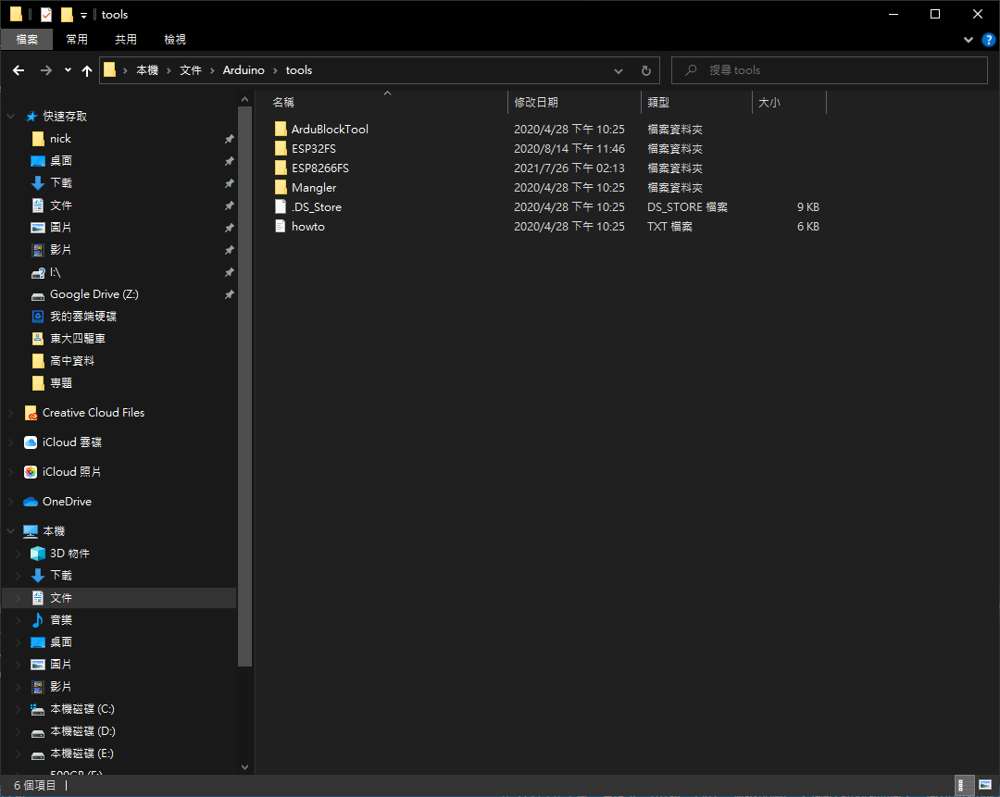 tools
檔案 常用 共用 檢視
本機 文件 Arduino tools
搜尋 tools
名稱 修改日期 類型 大小
ArduBlockTool 2020/4/28 下午 10:25 檔案資料夾
ESP32FS 2020/8/14 下午 11:46 檔案資料夾
ESP8266FS 2021/7/26 下午 02:13 檔案資料夾
Mangler 2020/4/28 下午 10:25 檔案資料夾
.DS_Store 2020/4/28 下午 10:25 DS_STORE 檔案 9 KB
howto 2020/4/28 下午 10:25 TXT 檔案 6 KB
快速存取
nick
桌面
下載
文件
圖片
影片
I:\
Google Drive (Z:)
我的雲端硬碟
東大四驅車
高中資料
專題
Creative Cloud Files
iCloud 雲碟
iCloud 照片
OneDrive
本機
3D 物件
下載
文件
音樂
桌面
圖片
影片
本機磁碟 (C:)
本機磁碟 (D:)
本機磁碟 (E:)
500GB (F:)
6 個項目